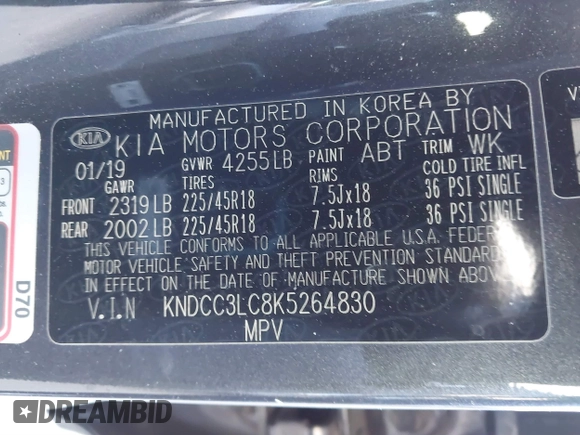 MANUFACTURED IN KOREA BY
KIA KIA MOTORS CORPORATION
01/19 GVWR 4255LB PAINT ABT TRIM WK
GAWR TIRES RIMS COLD TIRE INFL
FRONT 2319LB 225/45R18 7.5Jx18 36 PSI SINGLE
REAR 2002LB 225/45R18 7.5Jx18 36 PSI SINGLE
THIS VEHICLE CONFORMS TO ALL APPLICABLE U.S.A. FEDER
MOTOR VEHICLE SAFETY AND THEFT PREVENTION STANDARD
IN EFFECT ON THE DATE OF MANUFACTURE SHOWN ABOVE
V.I.N KNDCC3LC8K5264830
MPV
D70
DREAMBID